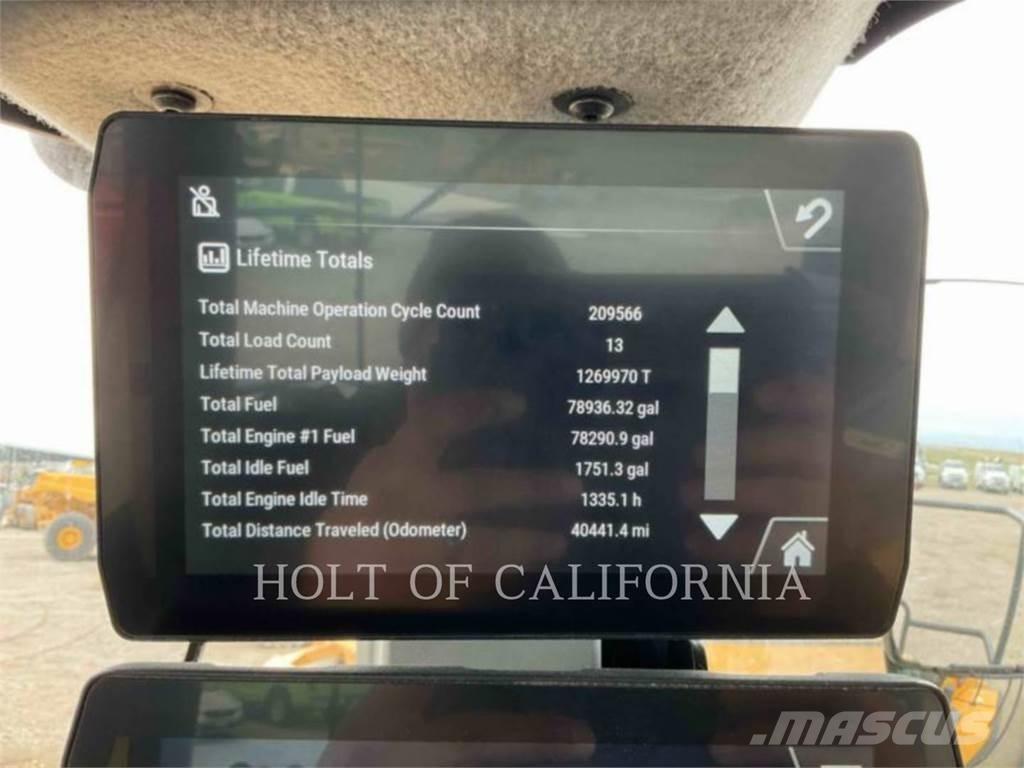 Lifetime Totals
Total Machine Operation Cycle Count 209566
Total Load Count 13
Lifetime Total Payload Weight 1269970 T
Total Fuel 78936.32 gal
Total Engine #1 Fuel 78290.9 gal
Total Idle Fuel 1751.3 gal
Total Engine Idle Time 1335.1 h
Total Distance Traveled (Odometer) 40441.4 mi
HOLT OF CALIFORNIA
MASCUS